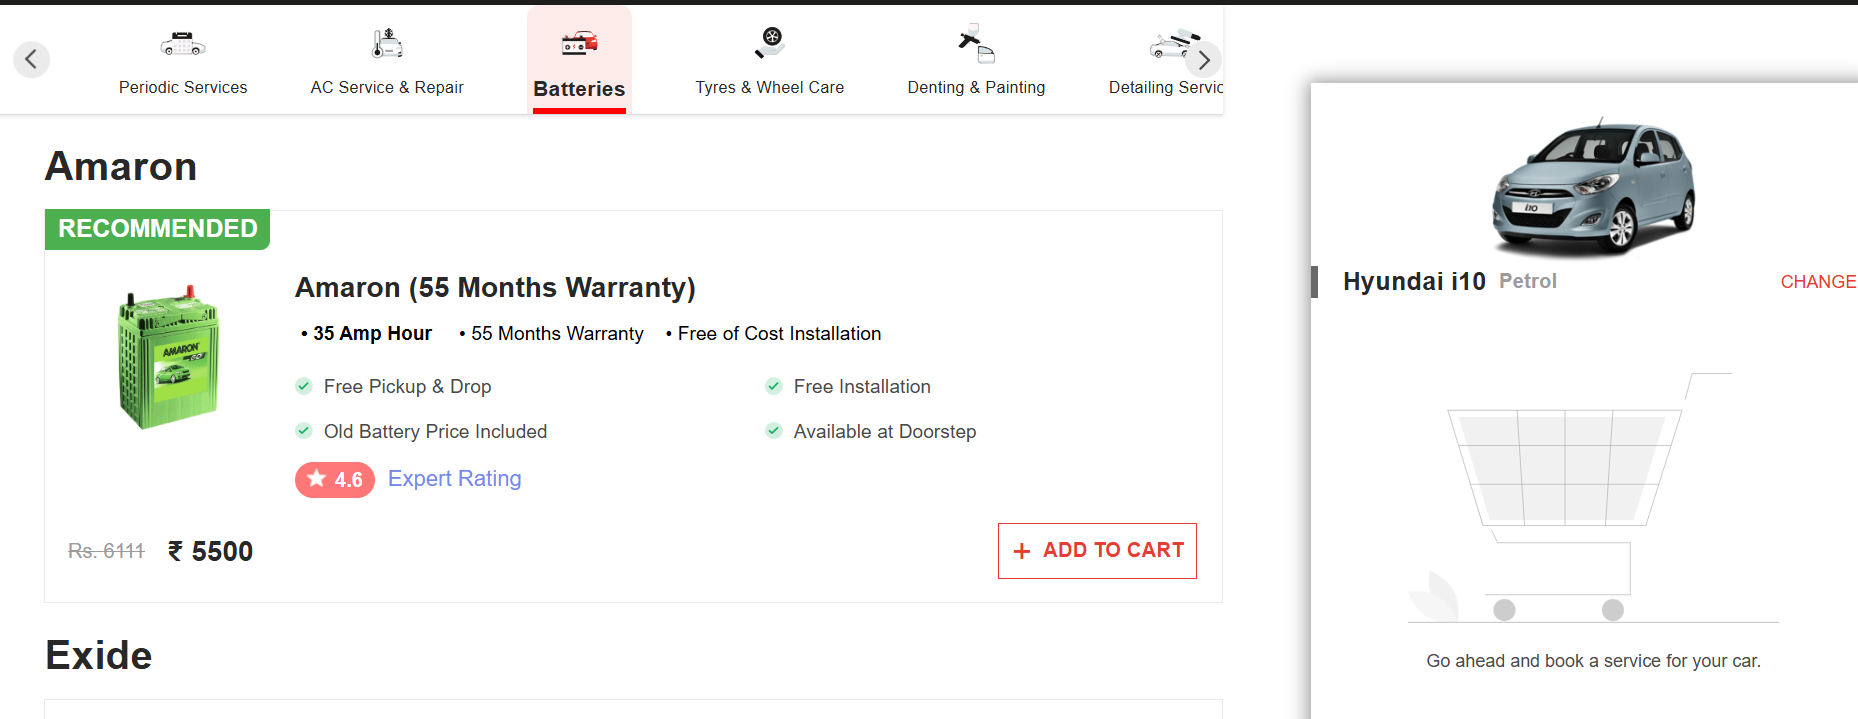 Periodic Services
AC Service & Repair
Batteries
Tyres & Wheel Care
Denting & Painting
Detailing Servic
Amaron
RECOMMENDED
AMARON
Amaron (55 Months Warranty)
• 35 Amp Hour • 55 Months Warranty • Free of Cost Installation
Free Pickup & Drop
Free Installation
Old Battery Price Included
Available at Doorstep
4.6 Expert Rating
Rs. 6111 ₹ 5500
+ ADD TO CART
Exide
i10
Hyundai i10 Petrol
CHANGE
Go ahead and book a service for your car.